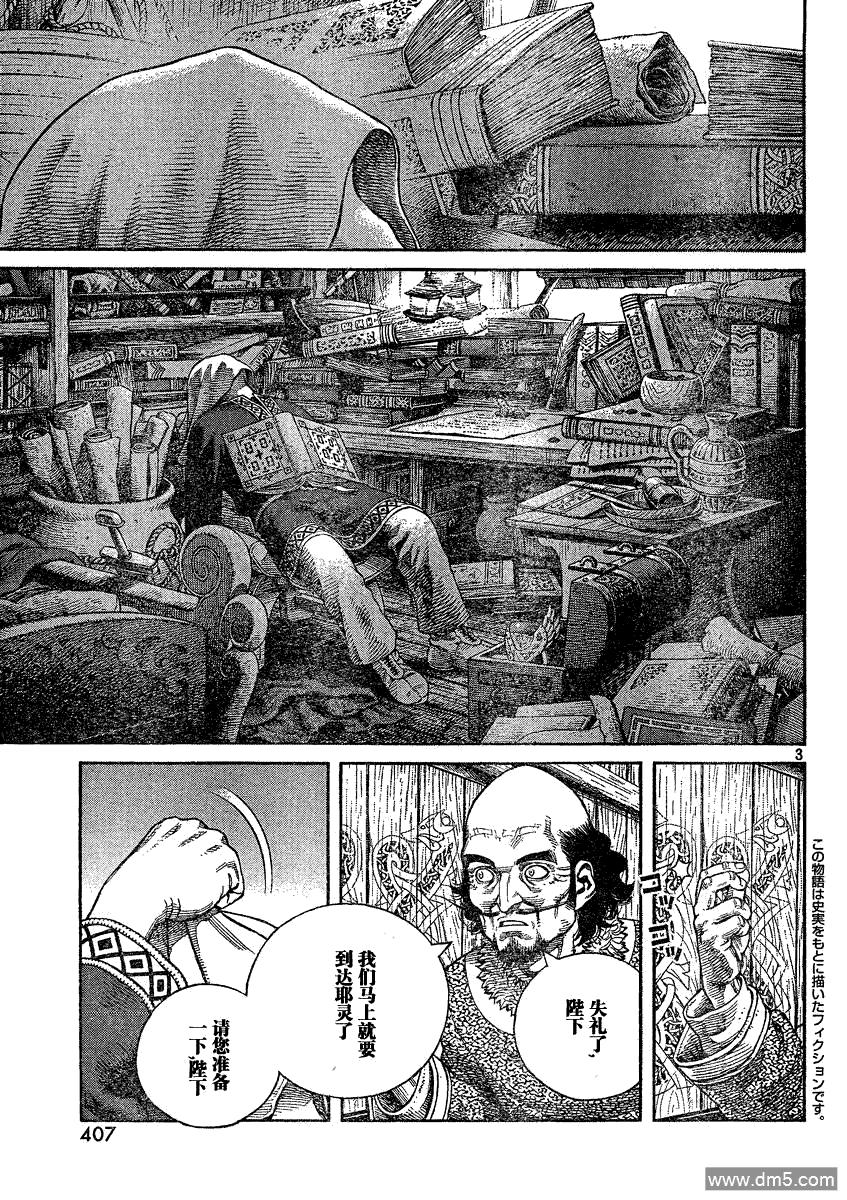 3
コッコッ
失礼了,
陛下
我们马上就要
到达耶灵了
请您准备
一下,陛下
この物語は史実をもとに描いたフィクションです。
407
www.dm5.com